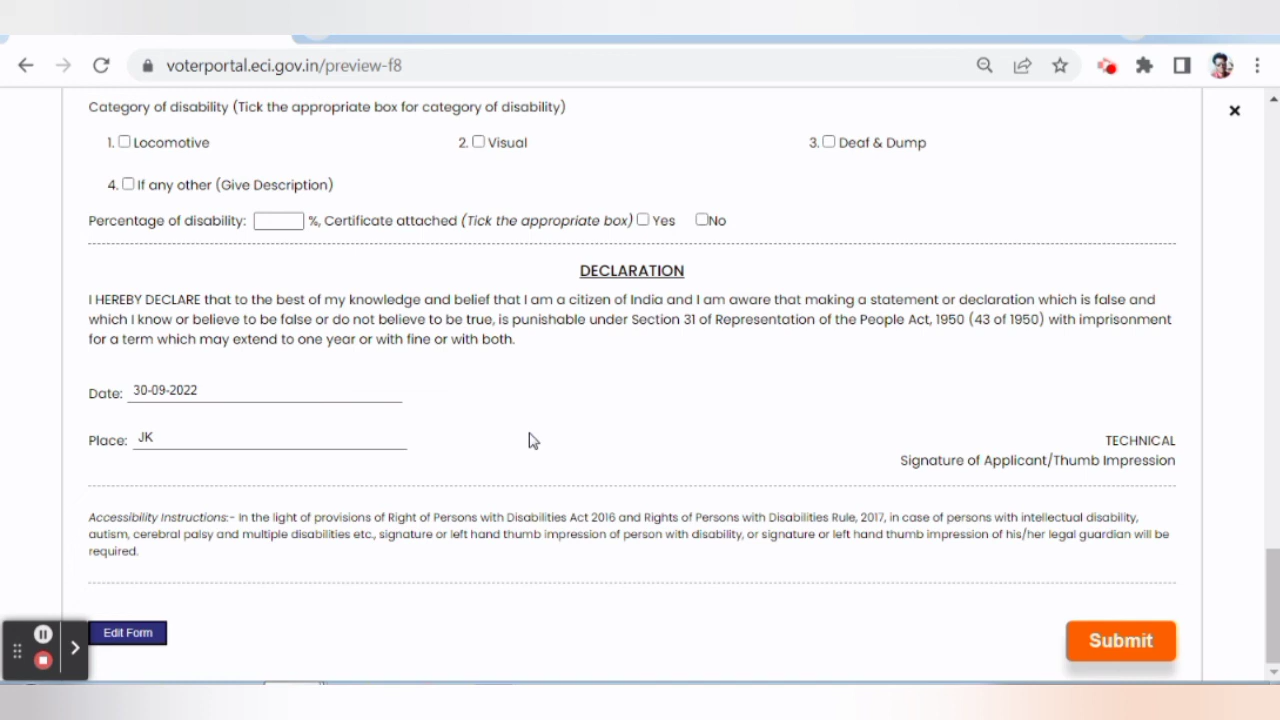 voterportal.eci.gov.in/preview-f8
Category of disability (Tick the appropriate box for category of disability)
1. Locomotive 2. Visual 3. Deaf & Dump
4. If any other (Give Description)
Percentage of disability: %, Certificate attached (Tick the appropriate box) Yes No
DECLARATION
I HEREBY DECLARE that to the best of my knowledge and belief that I am a citizen of India and I am aware that making a statement or declaration which is false and
which I know or believe to be false or do not believe to be true, is punishable under Section 31 of Representation of the People Act, 1950 (43 of 1950) with imprisonment
for a term which may extend to one year or with fine or with both.
Date: 30-09-2022
Place: JK
TECHNICAL
Signature of Applicant/Thumb Impression
Accessibility Instructions:- In the light of provisions of Right of Persons with Disabilities Act 2016 and Rights of Persons with Disabilities Rule, 2017, in case of persons with intellectual disability,
autism, cerebral palsy and multiple disabilities etc., signature or left hand thumb impression of person with disability, or signature or left hand thumb impression of his/her legal guardian will be
required.
Edit Form
Submit